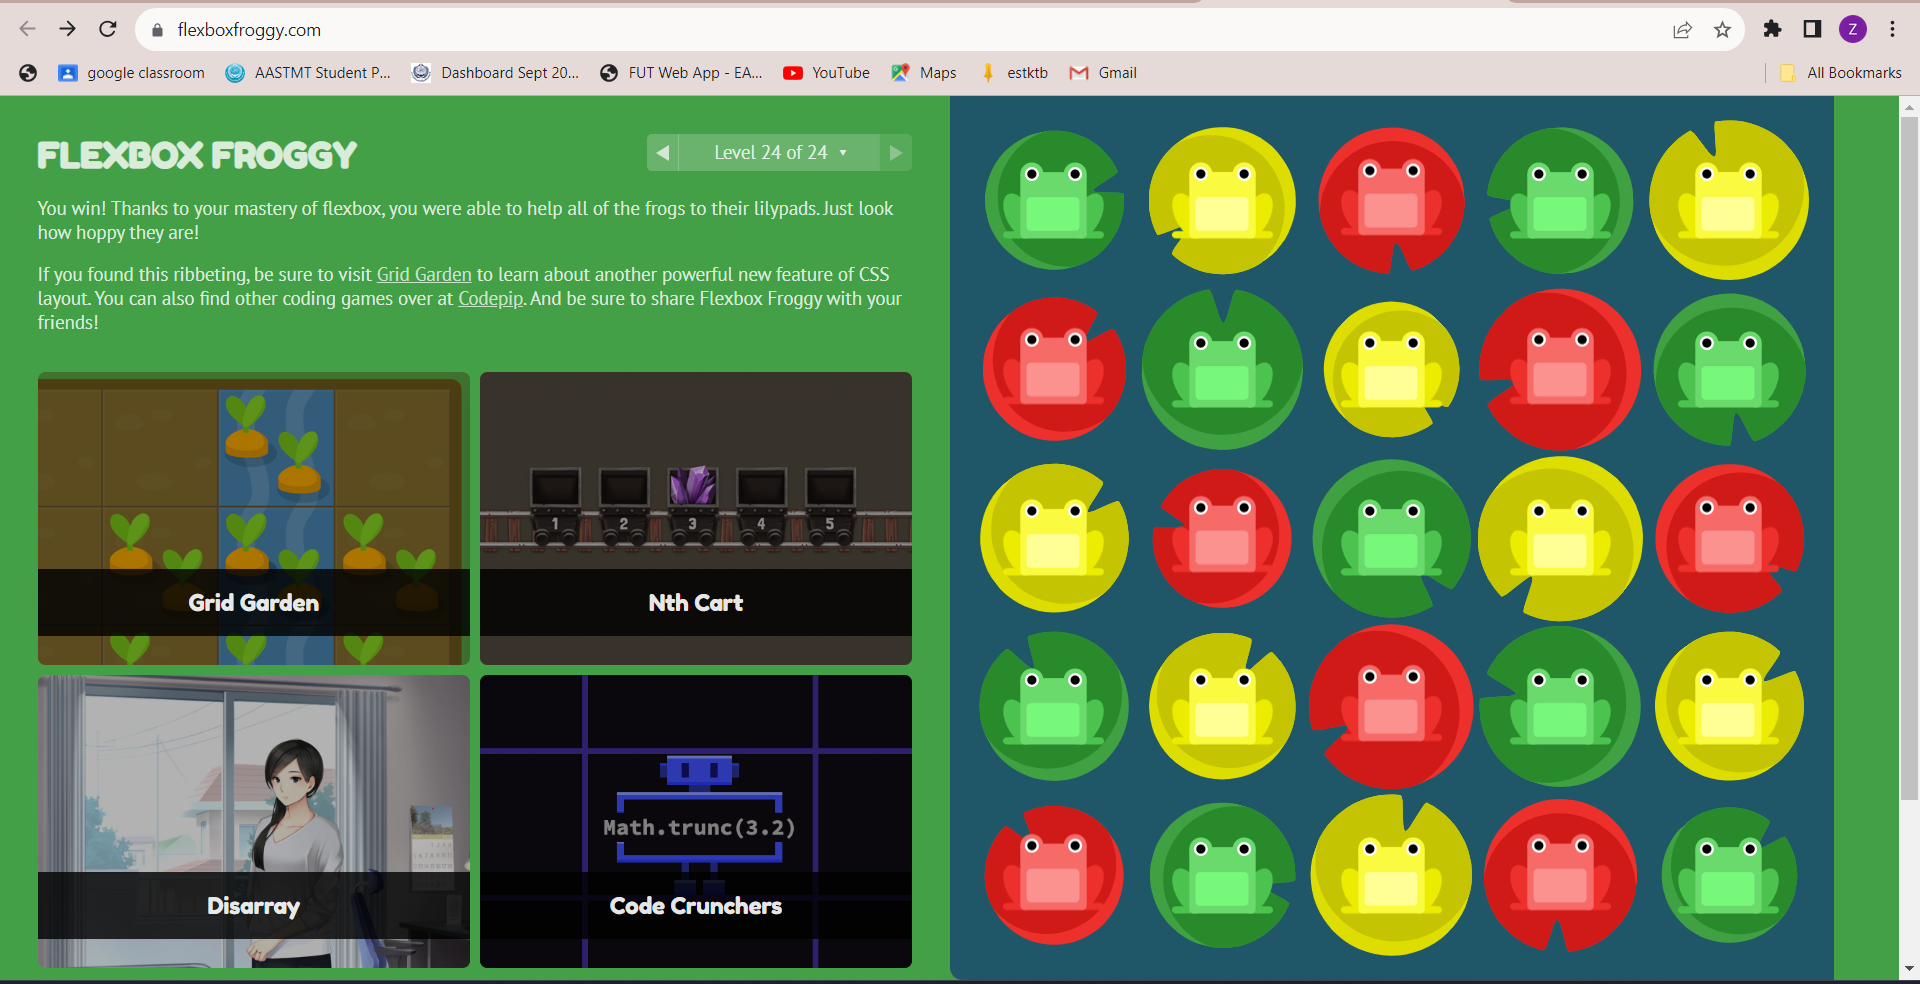 flexboxfroggy.com
Z
google classroom
AASTMT Student P...
Dashboard Sept 20...
FUT Web App - EA...
YouTube
Maps
estktb
Gmail
All Bookmarks
FLEXBOX FROGGY
Level 24 of 24
You win! Thanks to your mastery of flexbox, you were able to help all of the frogs to their lilypads. Just look
how hoppy they are!
If you found this ribbeting, be sure to visit Grid Garden to learn about another powerful new feature of CSS
layout. You can also find other coding games over at Codepip. And be sure to share Flexbox Froggy with your
friends!
Grid Garden
1 2 3 4 5
Nth Cart
Disarray
Math.trunc(3.2)
Code Crunchers